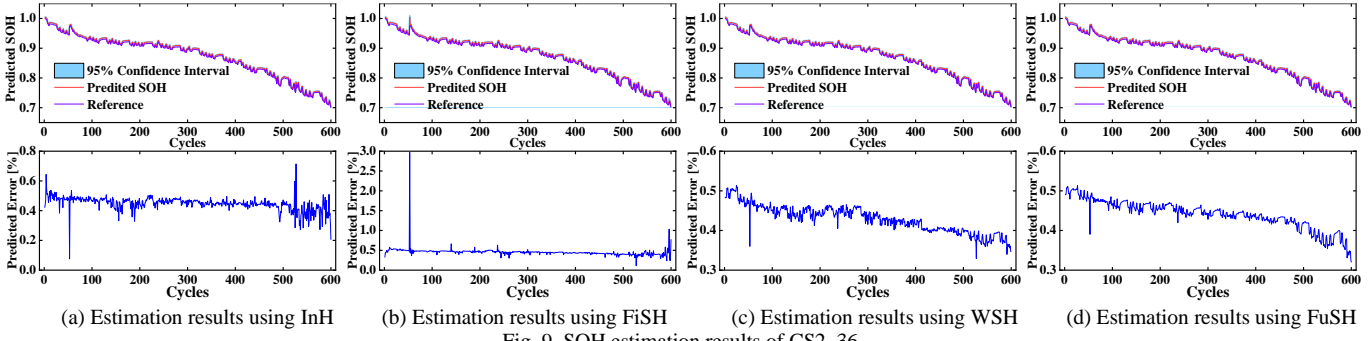 Predicted SOH
1.0
0.9
0.8
0.7
95% Confidence Interval
Predited SOH
Reference
0 100 200 300 400 500 600
Cycles
Predicted SOH
1.0
0.9
0.8
0.7
95% Confidence Interval
Predited SOH
Reference
0 100 200 300 400 500 600
Cycles
Predicted SOH
1.0
0.9
0.8
0.7
95% Confidence Interval
Predited SOH
Reference
0 100 200 300 400 500 600
Cycles
Predicted SOH
1.0
0.9
0.8
0.7
95% Confidence Interval
Predited SOH
Reference
0 100 200 300 400 500 600
Cycles
Predicted Error [%]
0.8
0.6
0.4
0.2
0.0
0 100 200 300 400 500 600
Cycles
Predicted Error [%]
3.0
2.5
2.0
1.5
1.0
0.5
0.0
0 100 200 300 400 500 600
Cycles
Predicted Error [%]
0.6
0.5
0.4
0.3
0 100 200 300 400 500 600
Cycles
Predicted Error [%]
0.6
0.5
0.4
0.3
0 100 200 300 400 500 600
Cycles
(a) Estimation results using InH
(b) Estimation results using FiSH
(c) Estimation results using WSH
(d) Estimation results using FuSH
Fig. 9. SOH estimation results of CS2_36